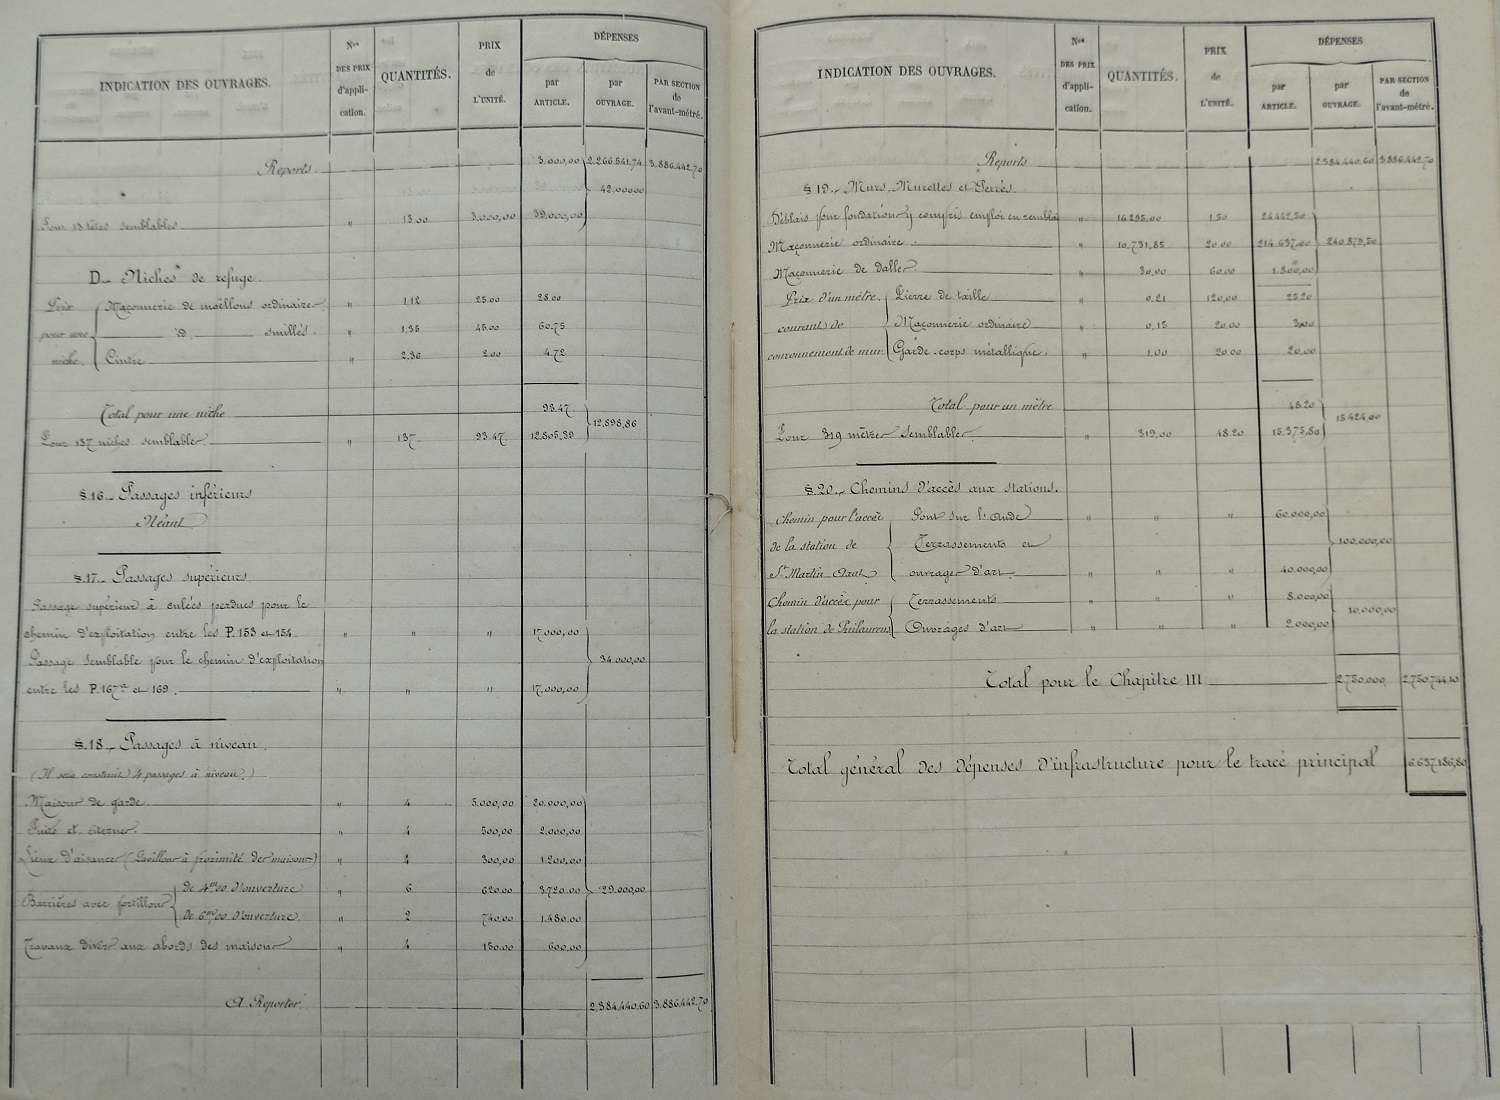 INDICATION DES OUVRAGES.
Nos DES PRIX d'appli-cation.
QUANTITÉS.
PRIX de L'UNITÉ.
DÉPENSES
par ARTICLE.
par OUVRAGE.
PAR SECTION de l'avant-métré.
Reports 3.000,00 2.266.541,74 3.886.442,70
42.000,00
Pour 13 têtes semblables " 13.00 3.000,00 39.000,00
D._ Niches de refuge.
Prix Maçonnerie de moëllons ordinaires " 1.12 25.00 28.00
pour une _ id. _ smillés. " 1,35 45.00 60.75
niche Cintre " 2,36 2.00 4.72
Total pour une niche 93.47
12,898,86
Pour 137 niches semblables " 137. 93.47 12.805,39
§.16._ Passages inférieurs
Néant
§.17._ Passages supérieurs
Passage supérieur à culées perdues pour le
chemin d'exploitation entre les P. 153 et 154. " " " 17.000,00
Passage semblable pour le chemin d'exploitation 34.000,00
entre les P. 167 et 169. " " " 17.000,00
§.18._ Passages à niveau.
(Il sera construit 4 passages à niveau.)
Maison de garde " 4 5.000,00 20.000,00
Puits et citernes. " 4 500,00 2.000,00
Lieux d'aisances (Pavillons à proximité des maisons) " 4 300,00 1.200,00
de 4m00 d'ouverture " 6 620.00 3.720.00 29.000,00
Barrières avec portillons
de 6m,00 d'ouverture. " 2 740.00 1.480.00
Travaux divers aux abords des maisons " 4 150.00 600.00
A Reporter. 2.384.440.60 3.886.442.70
INDICATION DES OUVRAGES.
Nos DES PRIX d'appli-cation.
QUANTITÉS.
PRIX de L'UNITÉ.
DÉPENSES
par ARTICLE.
par OUVRAGE.
PAR SECTION de l'avant-métré.
Reports 2.384.440.60 3.886.442.70
§ 19._ Murs, Murettes et Perrés.
Déblais pour fondations y compris emploi en remblai " 16.295,00 1.50 24.442,50
Maçonnerie ordinaire. " 10.731,85 20.00 214.637,00 240.879,50
Maçonnerie de dalles. " 30,00 60.00 1.800,00
Prix d'un mètre Pierre de taille " 0.21 120,00 25.20
courant de Maçonnerie ordinaire " 0.15 20.00 3,00
couronnement de mur Garde-corps métallique. " 1.00 20.00 20.00
Total pour un mètre 48.20
15.424,00
Pour 319 mètres semblables. " 319,00 48.20 15.375,80
§.20._ Chemins d'accès aux stations.
Chemin pour l'accès Pont sur l'Aude " " " 60.000,00
de la station de Terrassements et 100.000,00
St Martin Axat ouvrages d'art " " " 40.000,00
Chemin d'accès pour Terrassements " " " 8.000,00
10.000,00
la station de Puilaurens Ouvrages d'art " " " 2.000,00
Total pour le Chapitre III 2.750.000, 2.750.744.10
Total général des dépenses d'infrastructure pour le tracé principal 6.637.186,80